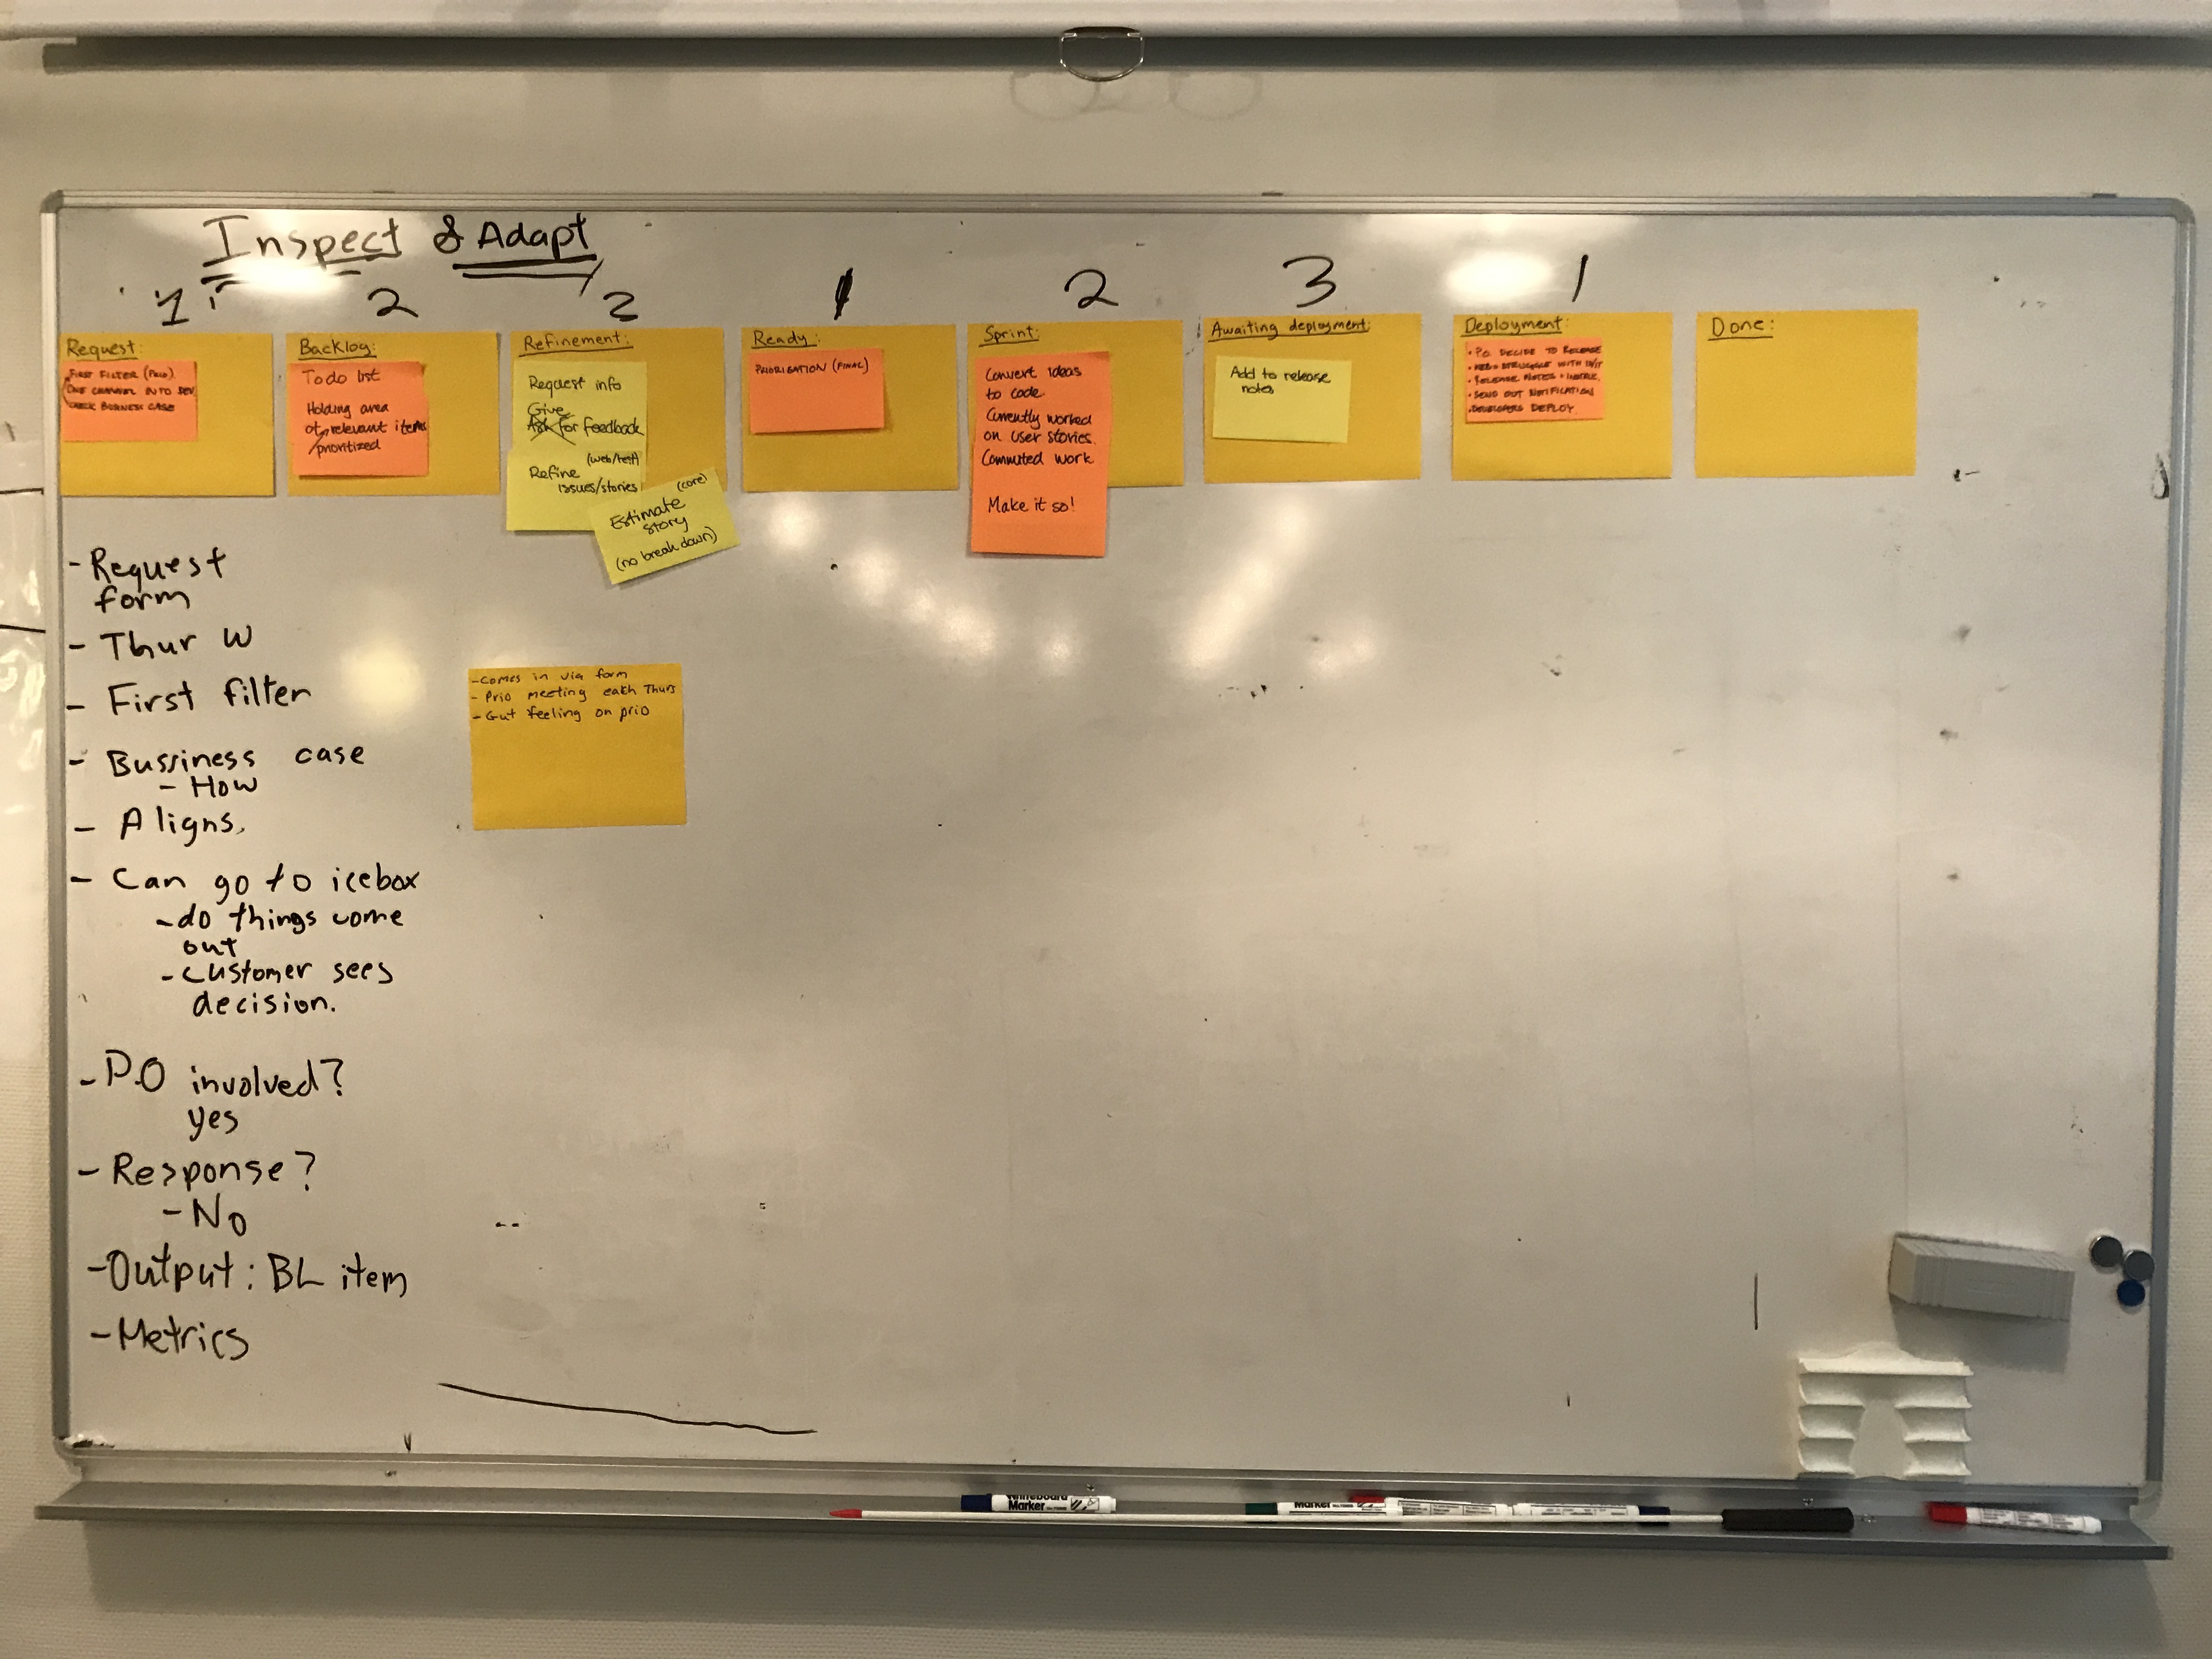 Inspect & Adapt
1
2
2
1
2
3
1
Request:
FIRST FILTER (PRIO)
ONE CHANNEL INTO DEV
CHECK BUSINESS CASE
Backlog:
Todo list
Holding area
of relevant items
prioritized
Refinement:
Request info
Give
Ask for feedback
(web/test)
Refine
issues/stories
(core)
Estimate
story
(no break down)
Ready:
PRIORISATION (FINAL)
Sprint:
Convert ideas
to code
Currently worked
on user stories.
Commited work
Make it so!
Awaiting deployment:
Add to release
notes
Deployment:
• P.O. DECIDE TO RELEASE
STRUGGLE WITH
• RELEASE NOTES +
• SEND OUT NOTIFICATION
• DEVELOPERS DEPLOY
Done:
- Request
form
- Thur W
- First filter
- Bussiness case
- How
- Aligns.
- Can go to icebox
- do things come
out
- Customer sees
decision.
- P.O involved?
yes
- Response?
- No
- Output: BL item
- Metrics
- Comes in via form
- Prio meeting each Thurs
- Gut feeling on prio
Whiteboard
Marker
Marker